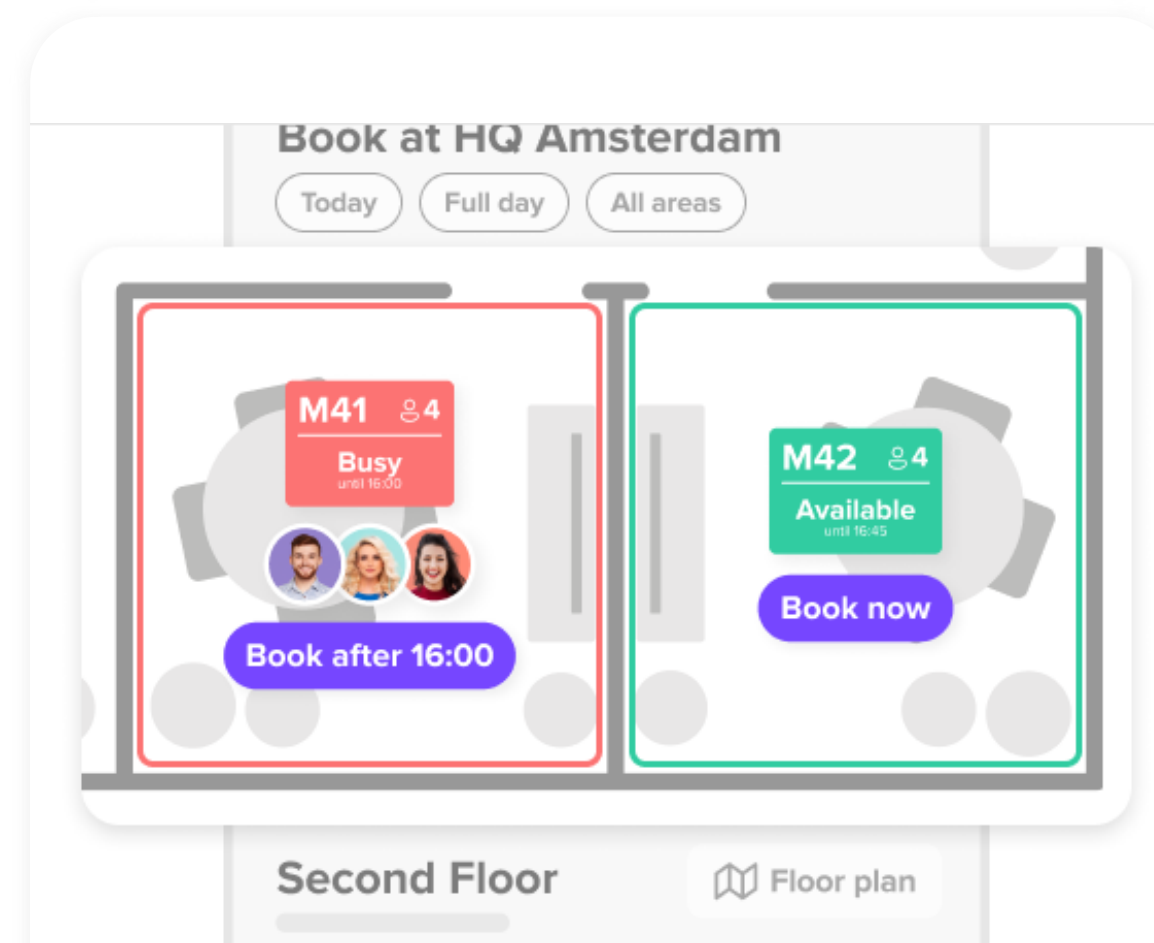 Book at HQ Amsterdam
Today Full day All areas
M41 4
Busy
until 16:00
Book after 16:00
M42 4
Available
until 16:45
Book now
Second Floor
Floor plan